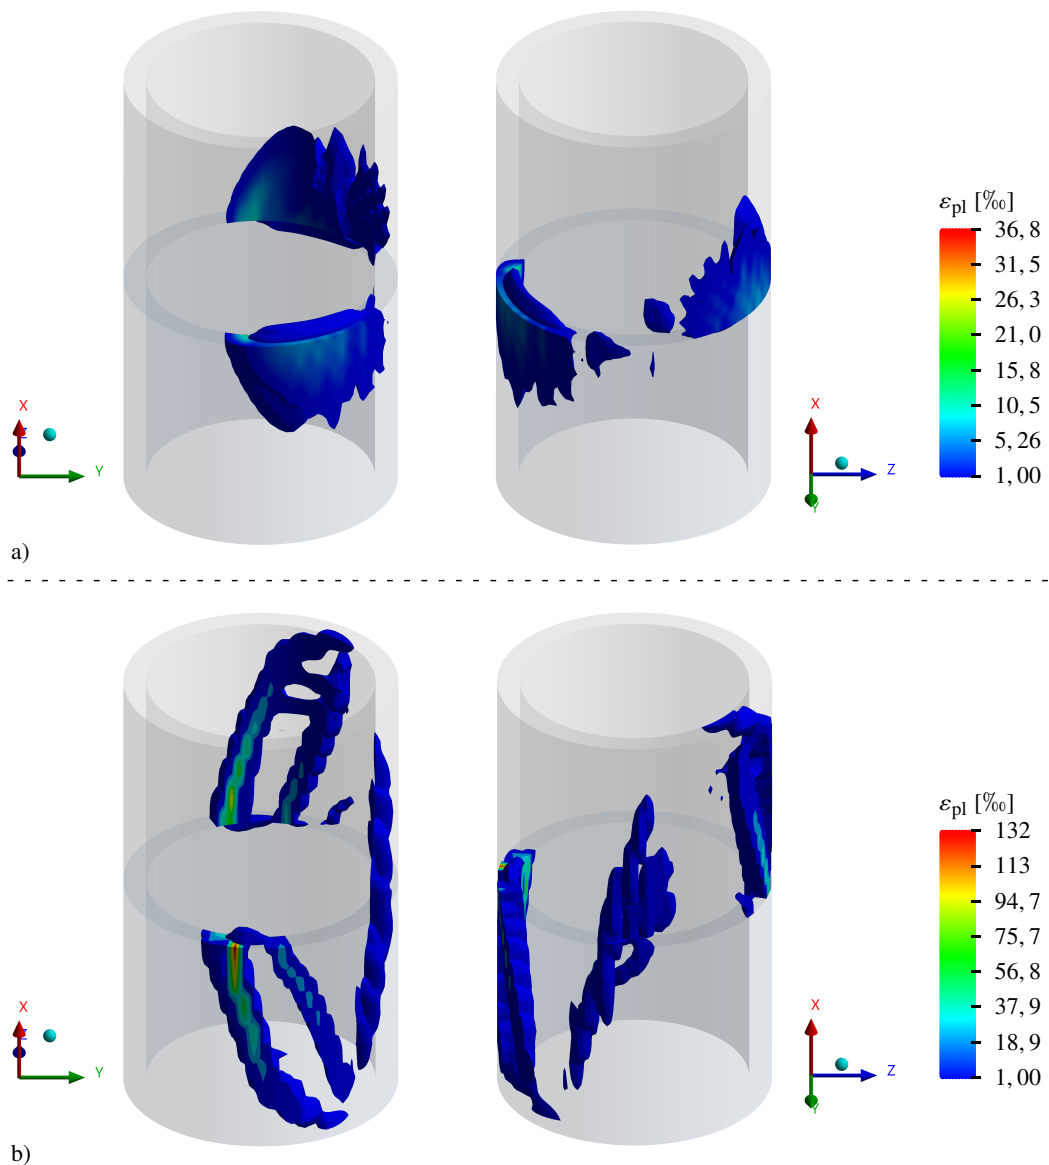 ε_pl [‰]
36, 8
31, 5
26, 3
21, 0
15, 8
10, 5
5, 26
1, 00
X
Z
Y
X
Z
Y
a)
ε_pl [‰]
132
113
94, 7
75, 7
56, 8
37, 9
18, 9
1, 00
X
Z
Y
X
Z
Y
b)